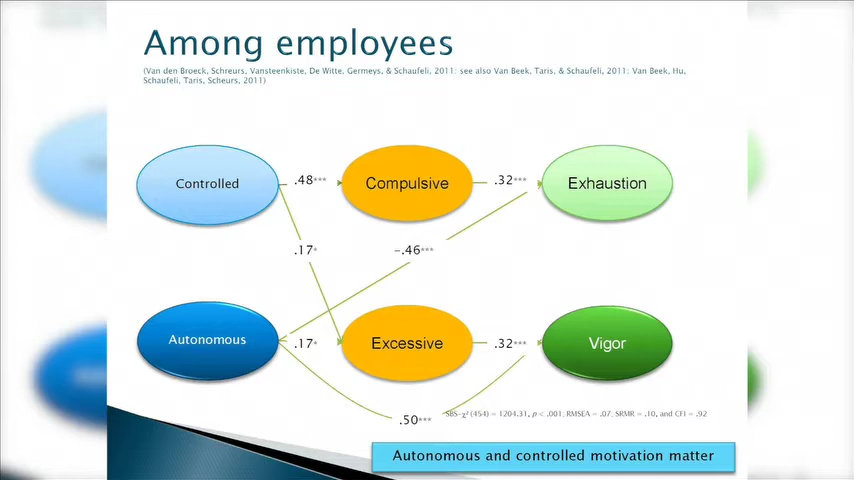 Among employees
(Van den Broeck, Schreurs, Vansteenkiste, De Witte, Germeys, & Schaufeli, 2011: see also Van Beek, Taris, & Schaufeli, 2011; Van Beek, Hu,
Schaufeli, Taris, Scheurs, 2011)
Controlled
.48***
Compulsive
.32***
Exhaustion
.17*
-.46***
Autonomous
.17*
Excessive
.32***
Vigor
.50***
SBS-χ² (454) = 1204.31, p < .001; RMSEA = .07, SRMR = .10, and CFI = .92
Autonomous and controlled motivation matter